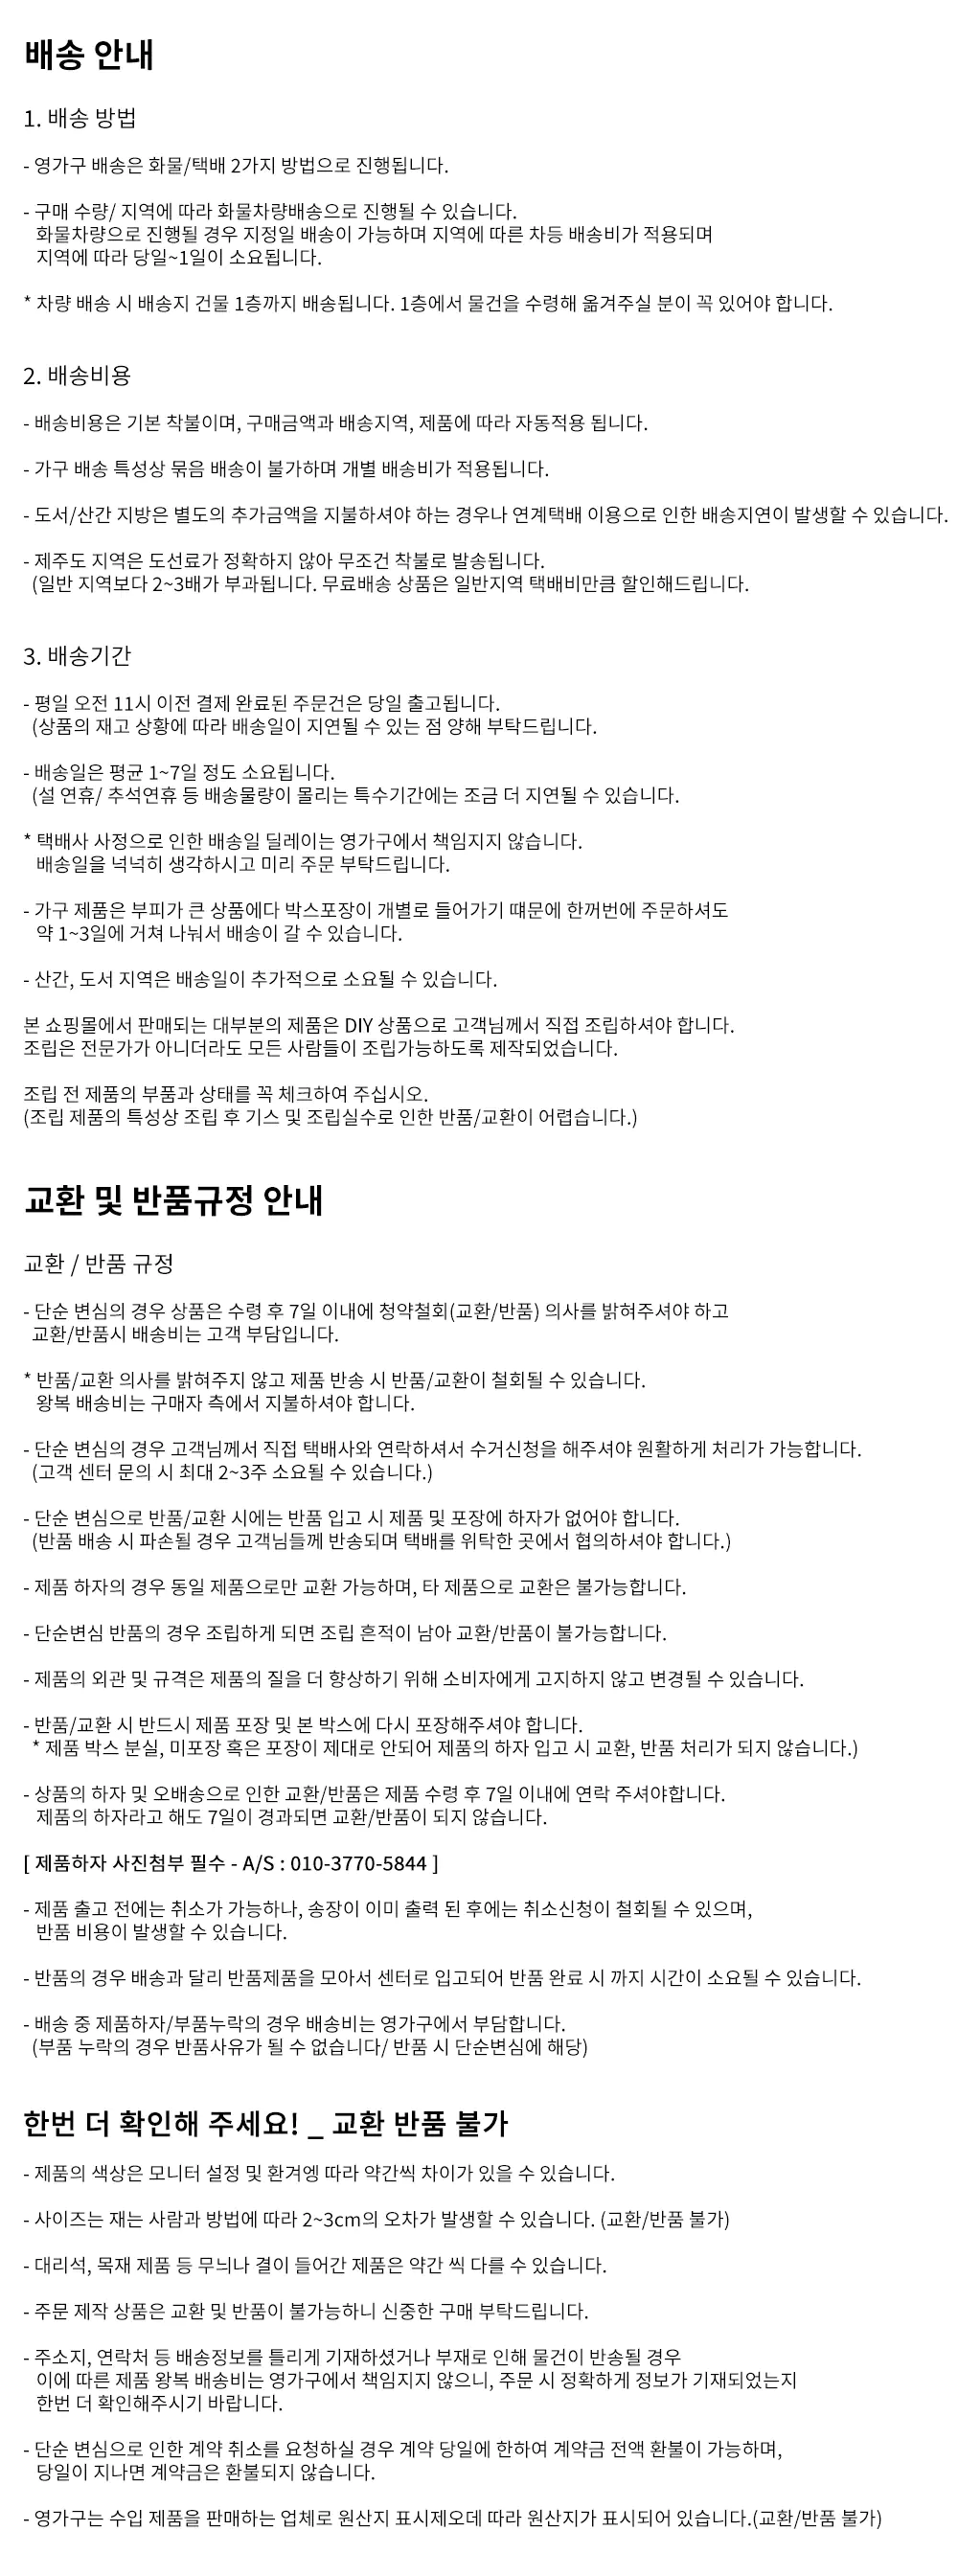 배송 안내
1. 배송 방법
- 영가구 배송은 화물/택배 2가지 방법으로 진행됩니다.
- 구매 수량/ 지역에 따라 화물차량배송으로 진행될 수 있습니다.
화물차량으로 진행될 경우 지정일 배송이 가능하며 지역에 따른 차등 배송비가 적용되며
지역에 따라 당일~1일이 소요됩니다.
* 차량 배송 시 배송지 건물 1층까지 배송됩니다. 1층에서 물건을 수령해 옮겨주실 분이 꼭 있어야 합니다.
2. 배송비용
- 배송비용은 기본 착불이며, 구매금액과 배송지역, 제품에 따라 자동적용 됩니다.
- 가구 배송 특성상 묶음 배송이 불가하며 개별 배송비가 적용됩니다.
- 도서/산간 지방은 별도의 추가금액을 지불하셔야 하는 경우나 연계택배 이용으로 인한 배송지연이 발생할 수 있습니다.
- 제주도 지역은 도선료가 정확하지 않아 무조건 착불로 발송됩니다.
(일반 지역보다 2~3배가 부과됩니다. 무료배송 상품은 일반지역 택배비만큼 할인해드립니다.
3. 배송기간
- 평일 오전 11시 이전 결제 완료된 주문건은 당일 출고됩니다.
(상품의 재고 상황에 따라 배송일이 지연될 수 있는 점 양해 부탁드립니다.
- 배송일은 평균 1~7일 정도 소요됩니다.
(설 연휴/ 추석연휴 등 배송물량이 몰리는 특수기간에는 조금 더 지연될 수 있습니다.
* 택배사 사정으로 인한 배송일 딜레이는 영가구에서 책임지지 않습니다.
배송일을 넉넉히 생각하시고 미리 주문 부탁드립니다.
- 가구 제품은 부피가 큰 상품에다 박스포장이 개별로 들어가기 떄문에 한꺼번에 주문하셔도
약 1~3일에 거쳐 나눠서 배송이 갈 수 있습니다.
- 산간, 도서 지역은 배송일이 추가적으로 소요될 수 있습니다.
본 쇼핑몰에서 판매되는 대부분의 제품은 DIY 상품으로 고객님께서 직접 조립하셔야 합니다.
조립은 전문가가 아니더라도 모든 사람들이 조립가능하도록 제작되었습니다.
조립 전 제품의 부품과 상태를 꼭 체크하여 주십시오.
(조립 제품의 특성상 조립 후 기스 및 조립실수로 인한 반품/교환이 어렵습니다.)
교환 및 반품규정 안내
교환 / 반품 규정
- 단순 변심의 경우 상품은 수령 후 7일 이내에 청약철회(교환/반품) 의사를 밝혀주셔야 하고
교환/반품시 배송비는 고객 부담입니다.
* 반품/교환 의사를 밝혀주지 않고 제품 반송 시 반품/교환이 철회될 수 있습니다.
왕복 배송비는 구매자 측에서 지불하셔야 합니다.
- 단순 변심의 경우 고객님께서 직접 택배사와 연락하셔서 수거신청을 해주셔야 원활하게 처리가 가능합니다.
(고객 센터 문의 시 최대 2~3주 소요될 수 있습니다.)
- 단순 변심으로 반품/교환 시에는 반품 입고 시 제품 및 포장에 하자가 없어야 합니다.
(반품 배송 시 파손될 경우 고객님들께 반송되며 택배를 위탁한 곳에서 협의하셔야 합니다.)
- 제품 하자의 경우 동일 제품으로만 교환 가능하며, 타 제품으로 교환은 불가능합니다.
- 단순변심 반품의 경우 조립하게 되면 조립 흔적이 남아 교환/반품이 불가능합니다.
- 제품의 외관 및 규격은 제품의 질을 더 향상하기 위해 소비자에게 고지하지 않고 변경될 수 있습니다.
- 반품/교환 시 반드시 제품 포장 및 본 박스에 다시 포장해주셔야 합니다.
* 제품 박스 분실, 미포장 혹은 포장이 제대로 안되어 제품의 하자 입고 시 교환, 반품 처리가 되지 않습니다.)
- 상품의 하자 및 오배송으로 인한 교환/반품은 제품 수령 후 7일 이내에 연락 주셔야합니다.
제품의 하자라고 해도 7일이 경과되면 교환/반품이 되지 않습니다.
[ 제품하자 사진첨부 필수 - A/S : 010-3770-5844 ]
- 제품 출고 전에는 취소가 가능하나, 송장이 이미 출력 된 후에는 취소신청이 철회될 수 있으며,
반품 비용이 발생할 수 있습니다.
- 반품의 경우 배송과 달리 반품제품을 모아서 센터로 입고되어 반품 완료 시 까지 시간이 소요될 수 있습니다.
- 배송 중 제품하자/부품누락의 경우 배송비는 영가구에서 부담합니다.
(부품 누락의 경우 반품사유가 될 수 없습니다/ 반품 시 단순변심에 해당)
한번 더 확인해 주세요! _ 교환 반품 불가
- 제품의 색상은 모니터 설정 및 환겨엥 따라 약간씩 차이가 있을 수 있습니다.
- 사이즈는 재는 사람과 방법에 따라 2~3cm의 오차가 발생할 수 있습니다. (교환/반품 불가)
- 대리석, 목재 제품 등 무늬나 결이 들어간 제품은 약간 씩 다를 수 있습니다.
- 주문 제작 상품은 교환 및 반품이 불가능하니 신중한 구매 부탁드립니다.
- 주소지, 연락처 등 배송정보를 틀리게 기재하셨거나 부재로 인해 물건이 반송될 경우
이에 따른 제품 왕복 배송비는 영가구에서 책임지지 않으니, 주문 시 정확하게 정보가 기재되었는지
한번 더 확인해주시기 바랍니다.
- 단순 변심으로 인한 계약 취소를 요청하실 경우 계약 당일에 한하여 계약금 전액 환불이 가능하며,
당일이 지나면 계약금은 환불되지 않습니다.
- 영가구는 수입 제품을 판매하는 업체로 원산지 표시제오데 따라 원산지가 표시되어 있습니다.(교환/반품 불가)